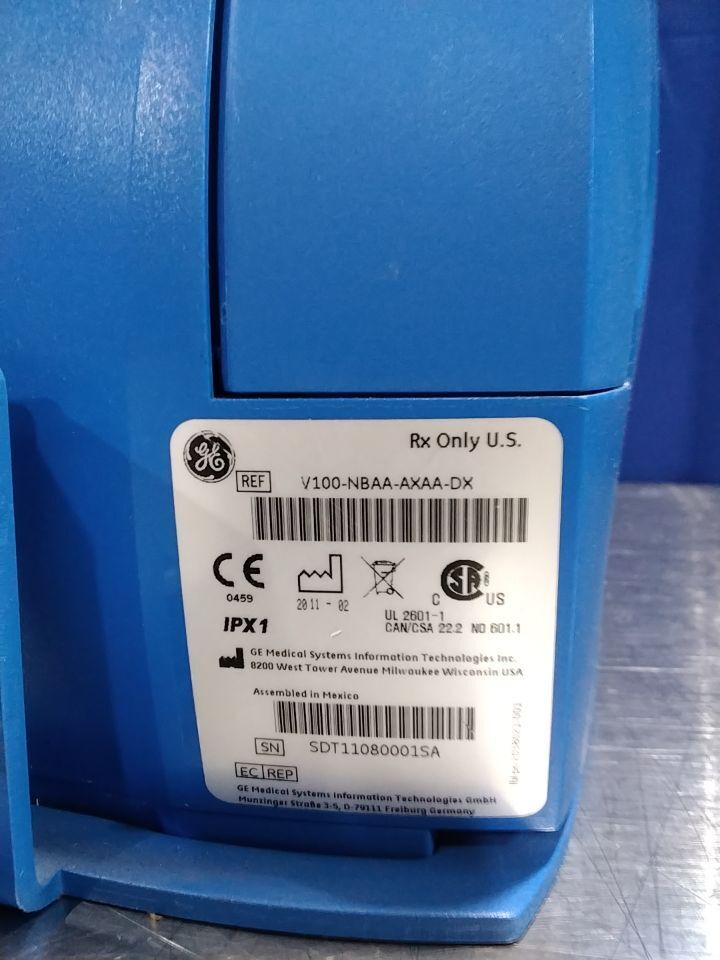 GE
Rx Only U.S.
REF V100-NBAA-AXAA-DX
CE
0459
2011 - 02
C SA ® US
IPX1
UL 2601-1
CAN/CSA 22.2 NO 601.1
GE Medical Systems Information Technologies Inc.
8200 West Tower Avenue Milwaukee Wisconsin USA
Assembled in Mexico
SN SDT11080001SA
EC REP
GE Medical Systems Information Technologies GmbH
Munzinger Straße 3-5, D-79111 Freiburg Germany